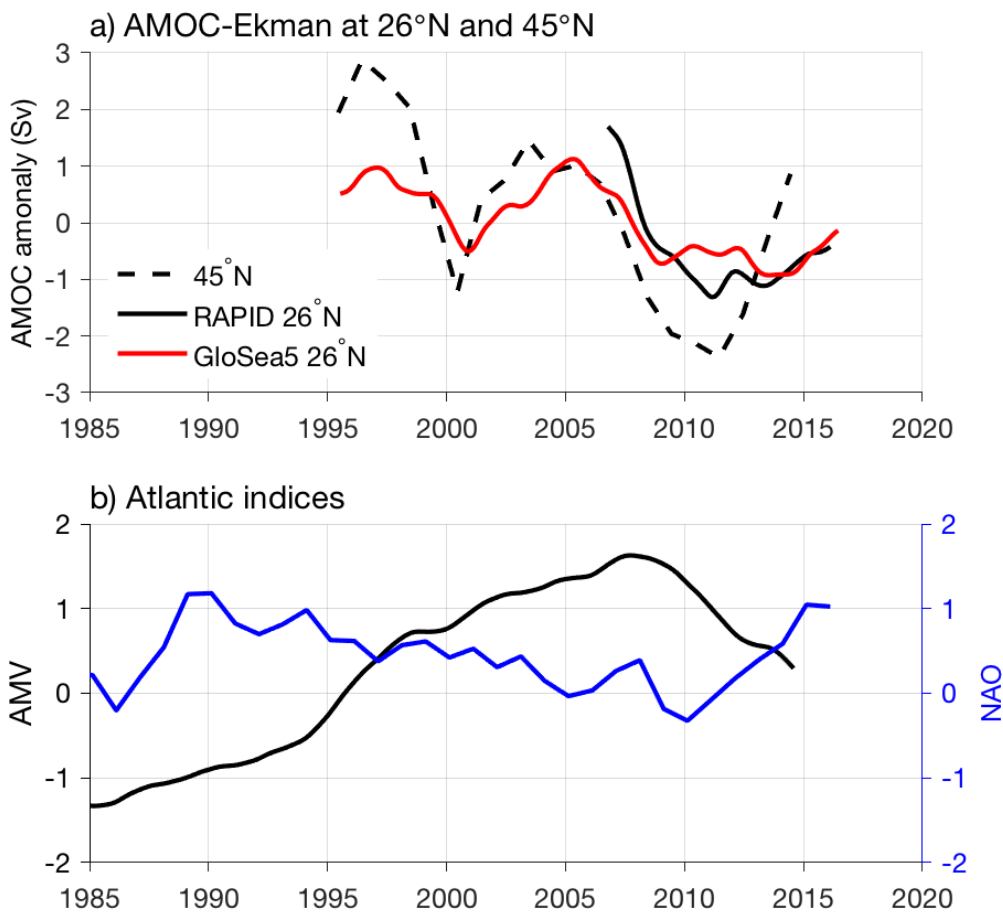 a) AMOC-Ekman at 26°N and 45°N
AMOC amonaly (Sv)
3
2
1
0
-1
-2
-3
45°N
RAPID 26°N
GloSea5 26°N
1985 1990 1995 2000 2005 2010 2015 2020
b) Atlantic indices
AMV
2
1
0
-1
-2
2
1
0
-1
-2
NAO
1985 1990 1995 2000 2005 2010 2015 2020